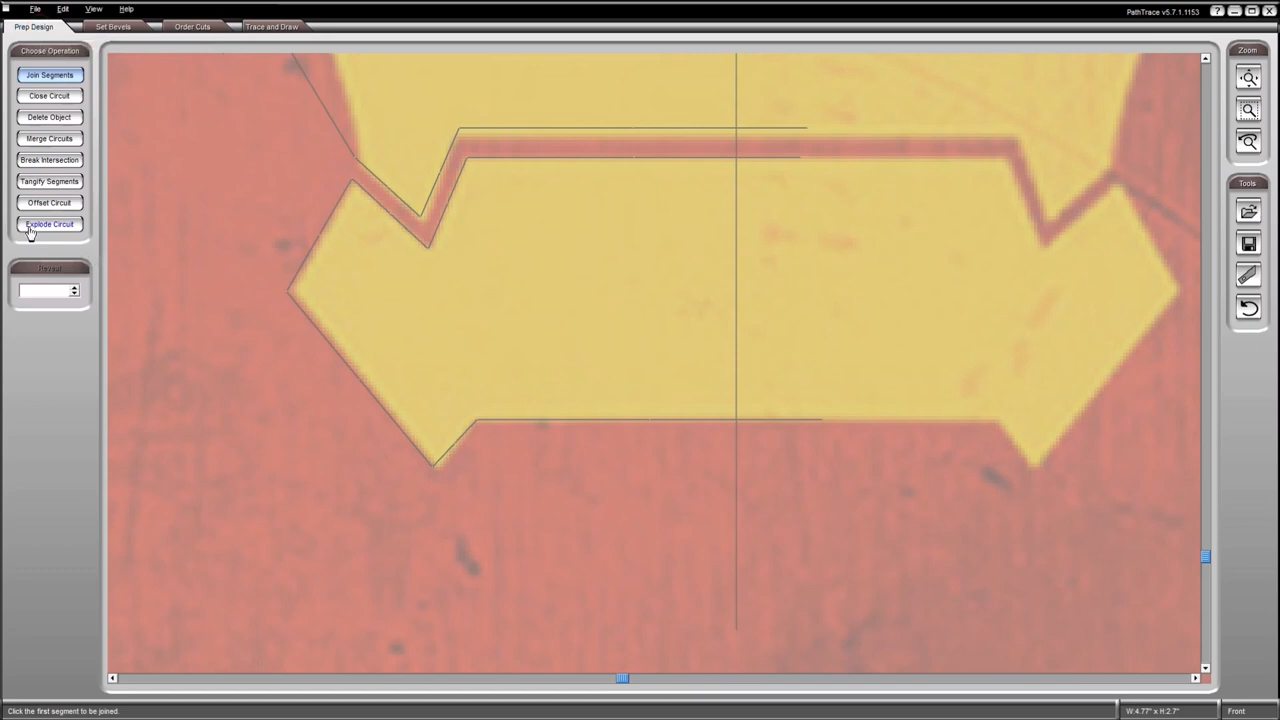 File Edit View Help
PathTrace v5.7.1.1153
Prep Design Set Bevels Order Cuts Trace and Draw
Choose Operation
Join Segments
Close Circuit
Delete Object
Merge Circuits
Break Intersection
Tangify Segments
Offset Circuit
Explode Circuit
Reveal
Zoom
Tools
Click the first segment to be joined.
W:4.77" x H:2.7"
Front